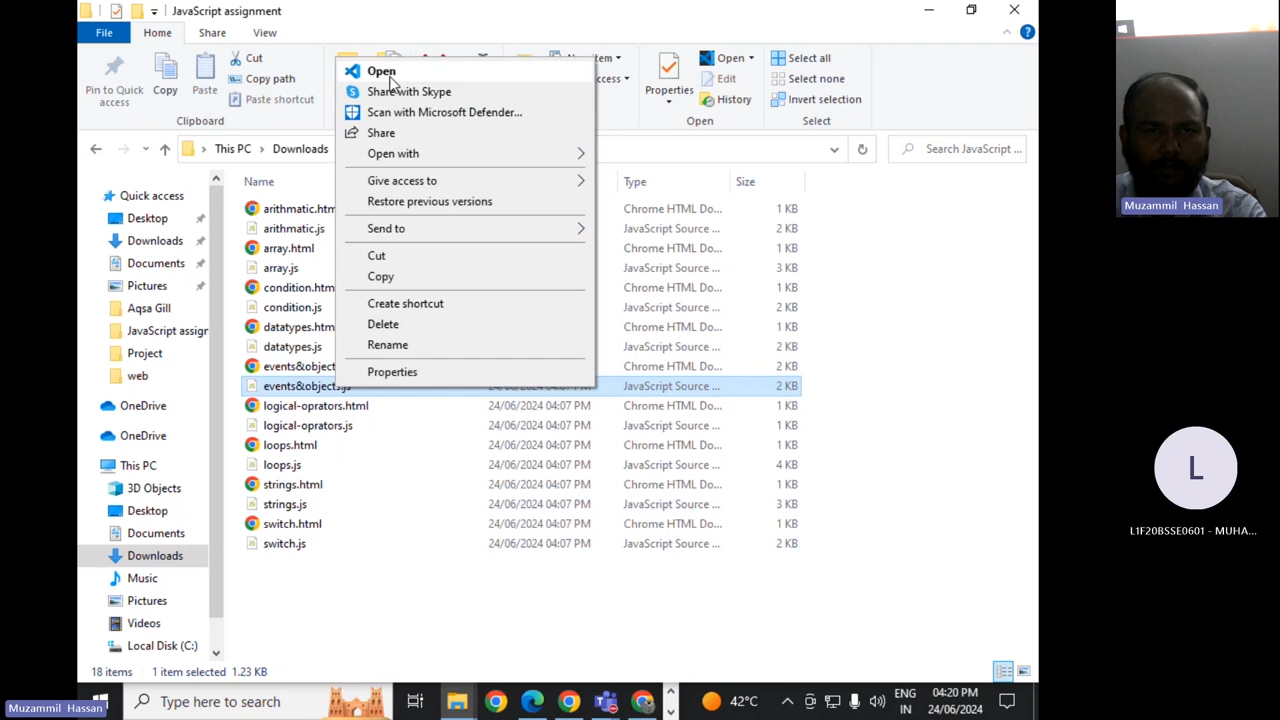 JavaScript assignment
File
Home
Share
View
Pin to Quick access
Copy
Paste
Cut
Copy path
Paste shortcut
Clipboard
Properties
Open
Edit
History
Open
Select all
Select none
Invert selection
Select
Open
Share with Skype
Scan with Microsoft Defender...
Share
Open with
Give access to
Restore previous versions
Send to
Cut
Copy
Create shortcut
Delete
Rename
Properties
This PC
Downloads
Search JavaScript ...
Name
Type
Size
Quick access
Desktop
Downloads
Documents
Pictures
Aqsa Gill
JavaScript assigr
Project
web
OneDrive
OneDrive
This PC
3D Objects
Desktop
Documents
Downloads
Music
Pictures
Videos
Local Disk (C:)
arithmatic.htm Chrome HTML Do... 1 KB
arithmatic.js JavaScript Source ... 2 KB
array.html Chrome HTML Do... 1 KB
array.js JavaScript Source ... 3 KB
condition.htm Chrome HTML Do... 1 KB
condition.js JavaScript Source ... 2 KB
datatypes.htm Chrome HTML Do... 1 KB
datatypes.js JavaScript Source ... 2 KB
events&object Chrome HTML Do... 1 KB
events&objects.js 24/06/2024 04:07 PM JavaScript Source ... 2 KB
logical-oprators.html 24/06/2024 04:07 PM Chrome HTML Do... 1 KB
logical-oprators.js 24/06/2024 04:07 PM JavaScript Source ... 2 KB
loops.html 24/06/2024 04:07 PM Chrome HTML Do... 1 KB
loops.js 24/06/2024 04:07 PM JavaScript Source ... 4 KB
strings.html 24/06/2024 04:07 PM Chrome HTML Do... 1 KB
strings.js 24/06/2024 04:07 PM JavaScript Source ... 3 KB
switch.html 24/06/2024 04:07 PM Chrome HTML Do... 1 KB
switch.js 24/06/2024 04:07 PM JavaScript Source ... 2 KB
18 items
1 item selected 1.23 KB
Muzammil Hassan
Type here to search
42°C
ENG
IN
04:20 PM
24/06/2024
Muzammil Hassan
L
L1F20BSSE0601 - MUHA...